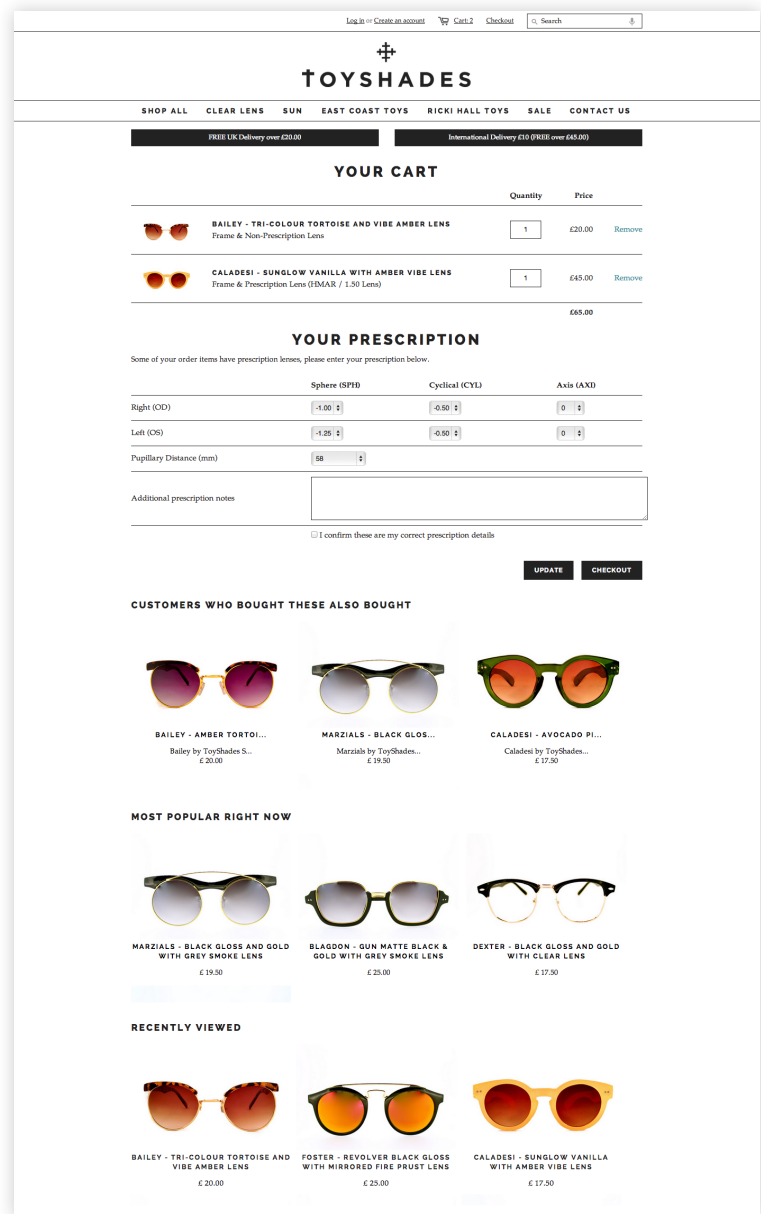 Log in or Create an account Cart: 2 Checkout Search
TOYSHADES
SHOP ALL CLEAR LENS SUN EAST COAST TOYS RICKI HALL TOYS SALE CONTACT US
FREE UK Delivery over £20.00 International Delivery £10 (FREE over £45.00)
YOUR CART
Quantity Price
BAILEY - TRI-COLOUR TORTOISE AND VIBE AMBER LENS
Frame & Non-Prescription Lens
1 £20.00 Remove
CALADESI - SUNGLOW VANILLA WITH AMBER VIBE LENS
Frame & Prescription Lens (HMAR / 1.50 Lens)
1 £45.00 Remove
£65.00
YOUR PRESCRIPTION
Some of your order items have prescription lenses, please enter your prescription below.
Sphere (SPH) Cyclical (CYL) Axis (AXI)
Right (OD) -1.00 -0.50 0
Left (OS) -1.25 -0.50 0
Pupillary Distance (mm) 58
Additional prescription notes
I confirm these are my correct prescription details
UPDATE CHECKOUT
CUSTOMERS WHO BOUGHT THESE ALSO BOUGHT
BAILEY - AMBER TORTOI... MARZIALS - BLACK GLOS... CALADESI - AVOCADO PI...
Bailey by ToyShades S... Marzials by ToyShades... Caladesi by ToyShades...
£ 20.00 £ 19.50 £ 17.50
MOST POPULAR RIGHT NOW
MARZIALS - BLACK GLOSS AND GOLD BLAGDON - GUN MATTE BLACK & DEXTER - BLACK GLOSS AND GOLD
WITH GREY SMOKE LENS GOLD WITH GREY SMOKE LENS WITH CLEAR LENS
£ 19.50 £ 25.00 £ 17.50
RECENTLY VIEWED
BAILEY - TRI-COLOUR TORTOISE AND FOSTER - REVOLVER BLACK GLOSS CALADESI - SUNGLOW VANILLA
VIBE AMBER LENS WITH MIRRORED FIRE PRUST LENS WITH AMBER VIBE LENS
£ 20.00 £ 25.00 £ 17.50